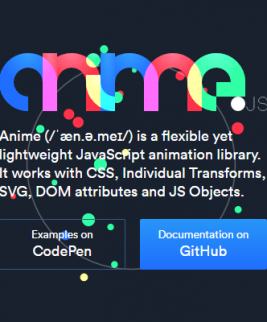 anime
JS
Anime (/ˈæn.ə.meɪ/) is a flexible yet
lightweight JavaScript animation library.
It works with CSS, Individual Transforms,
SVG, DOM attributes and JS Objects.
Examples on
CodePen
Documentation on
GitHub